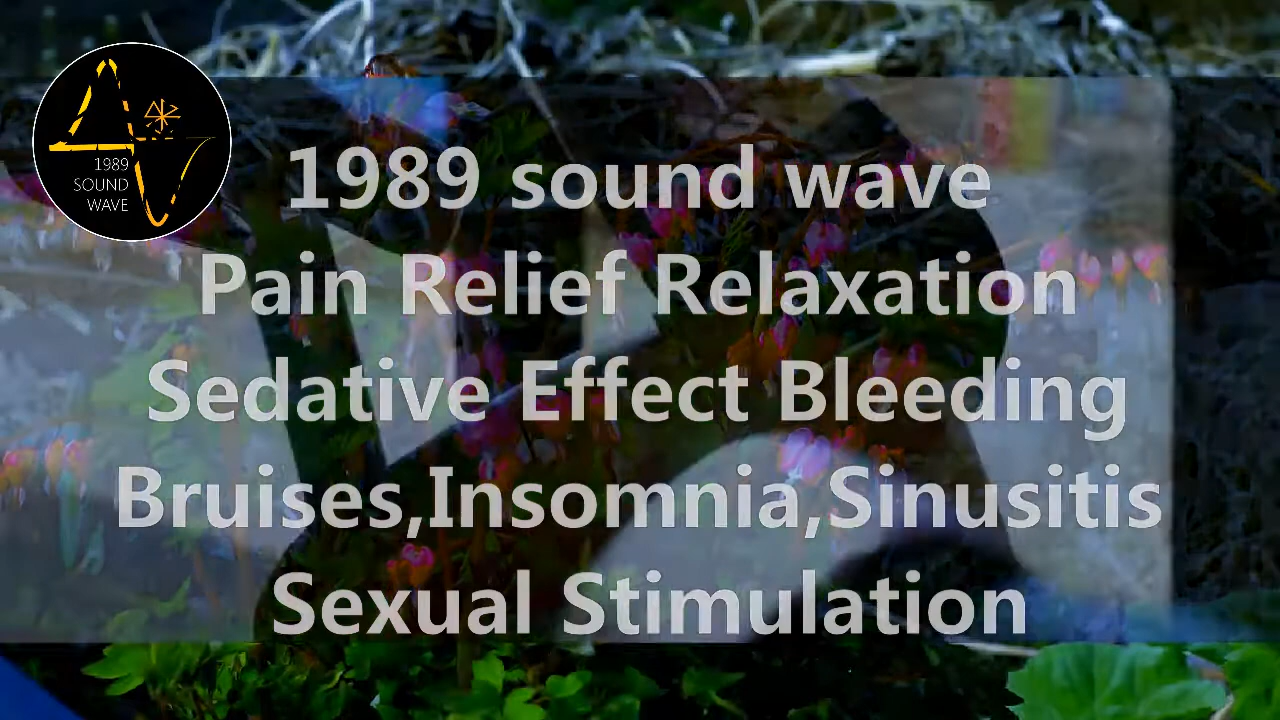 1989
SOUND
WAVE
1989 sound wave
Pain Relief Relaxation
Sedative Effect Bleeding
Bruises,Insomnia,Sinusitis
Sexual Stimulation